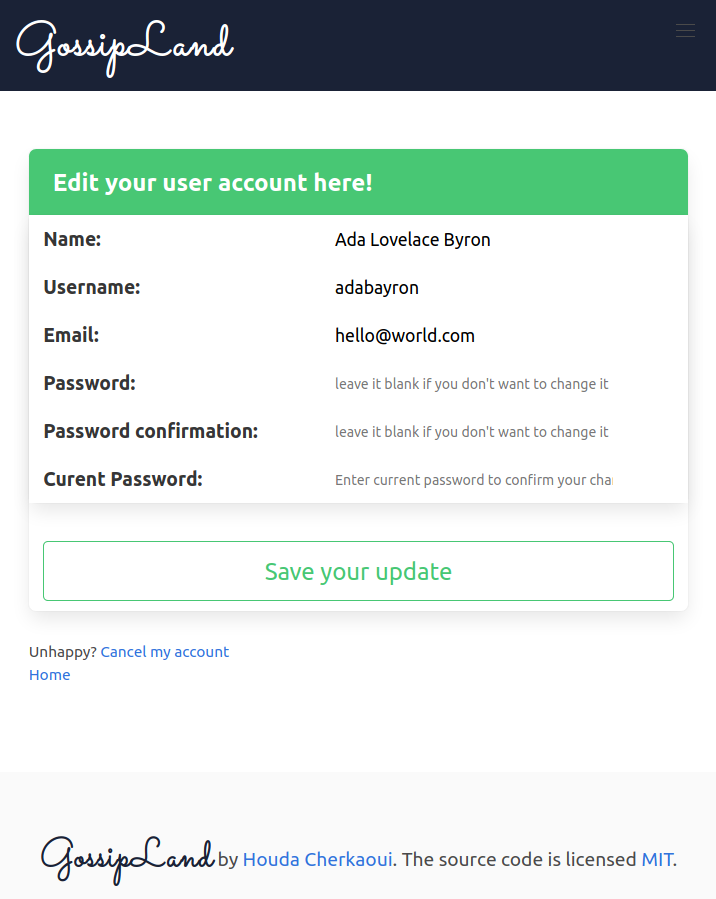 GossipLand
Edit your user account here!
Name: Ada Lovelace Byron
Username: adabayron
Email: hello@world.com
Password: leave it blank if you don't want to change it
Password confirmation: leave it blank if you don't want to change it
Curent Password: Enter current password to confirm your
Save your update
Unhappy? Cancel my account
Home
GossipLand by Houda Cherkaoui. The source code is licensed MIT.